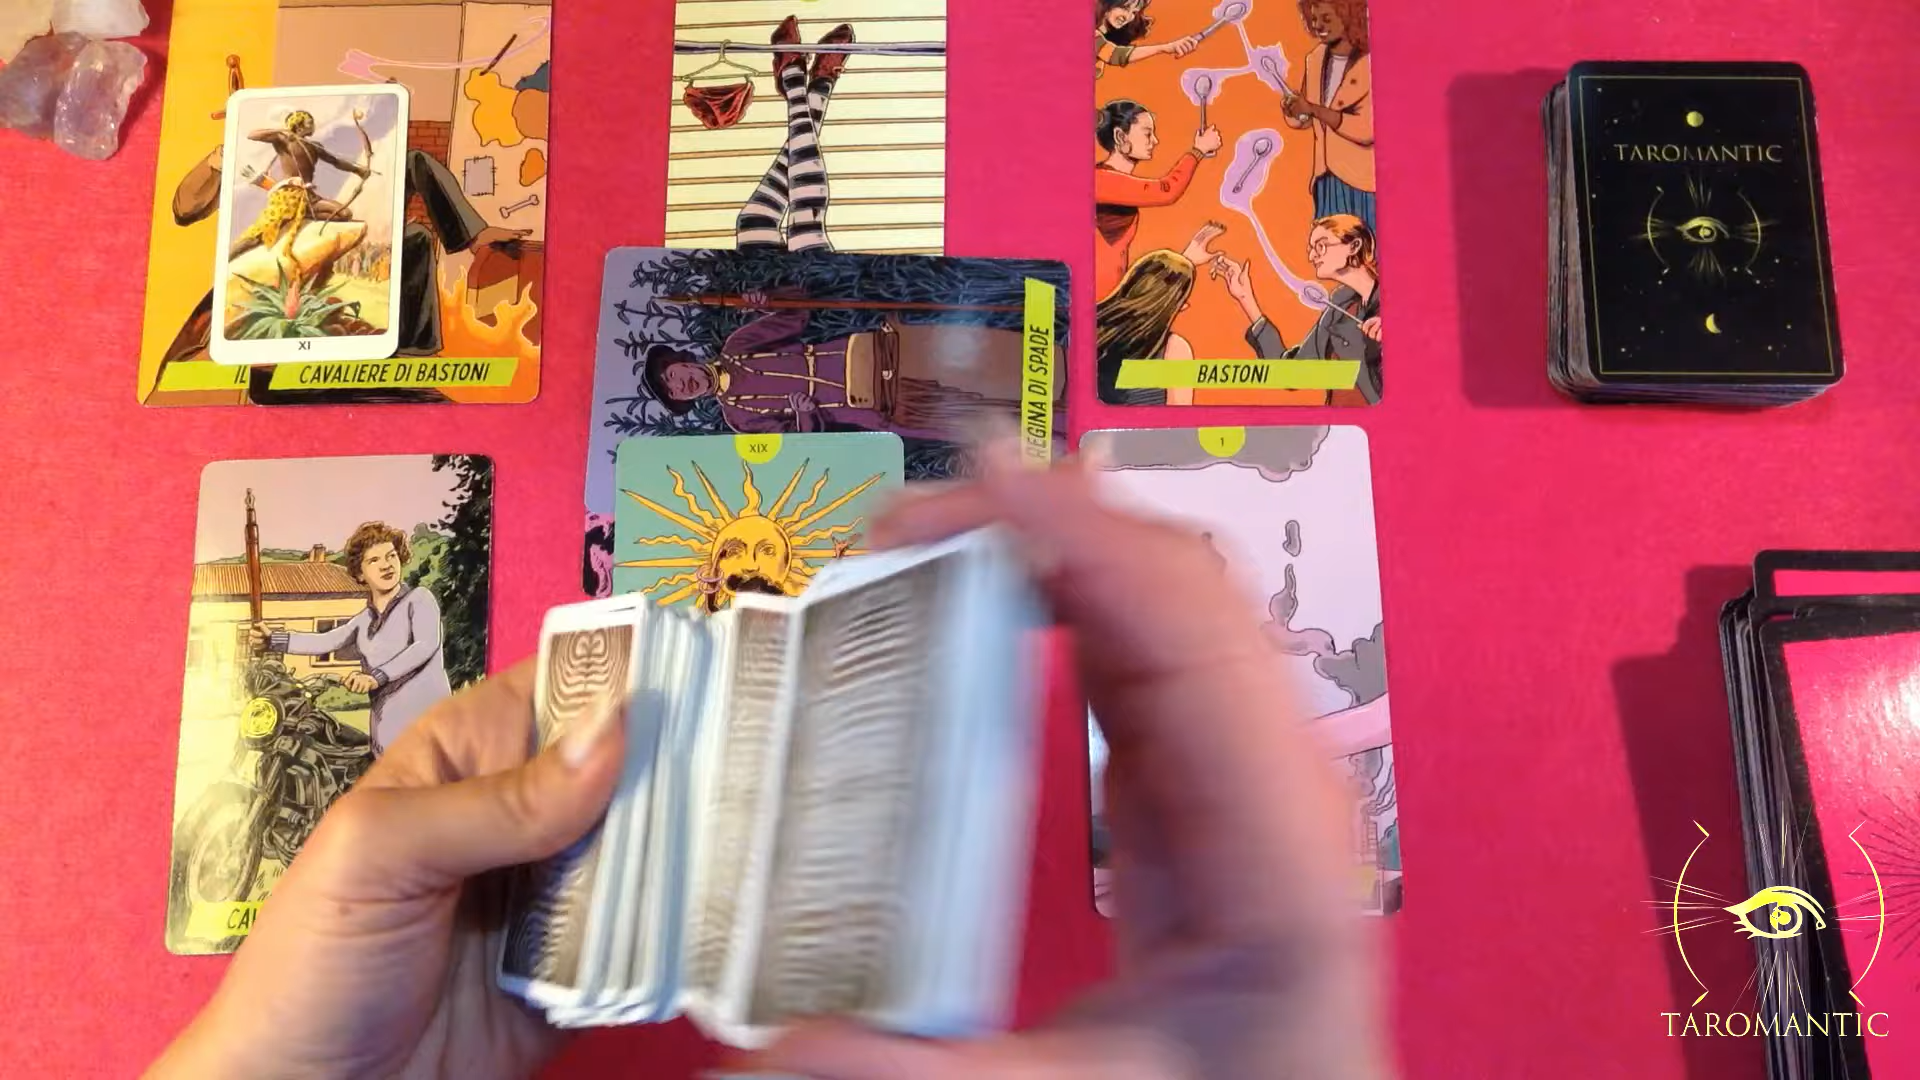 XI
IL
CAVALIERE DI BASTONI
REGINA DI SPADE
BASTONI
TAROMANTIC
XIX
1
CA
TAROMANTIC